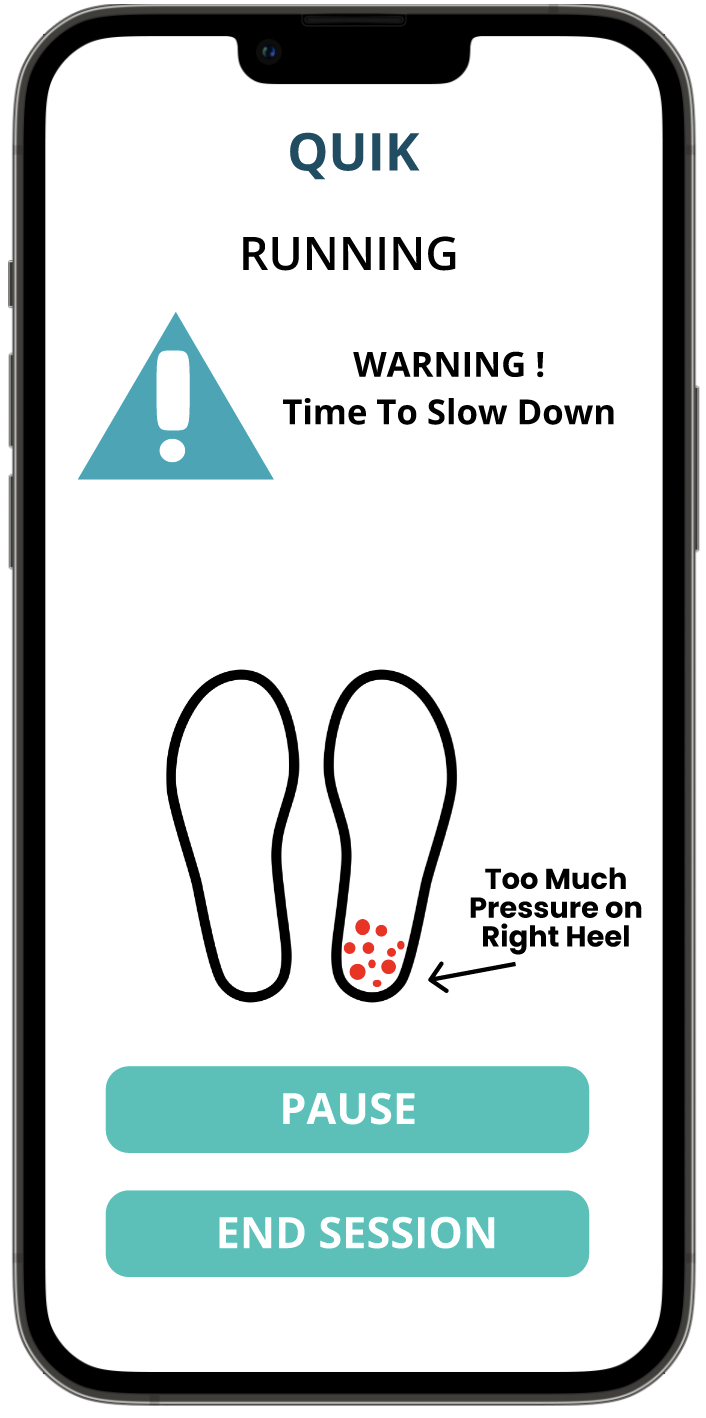 QUIK
RUNNING
WARNING !
Time To Slow Down
Too Much
Pressure on
Right Heel
PAUSE
END SESSION